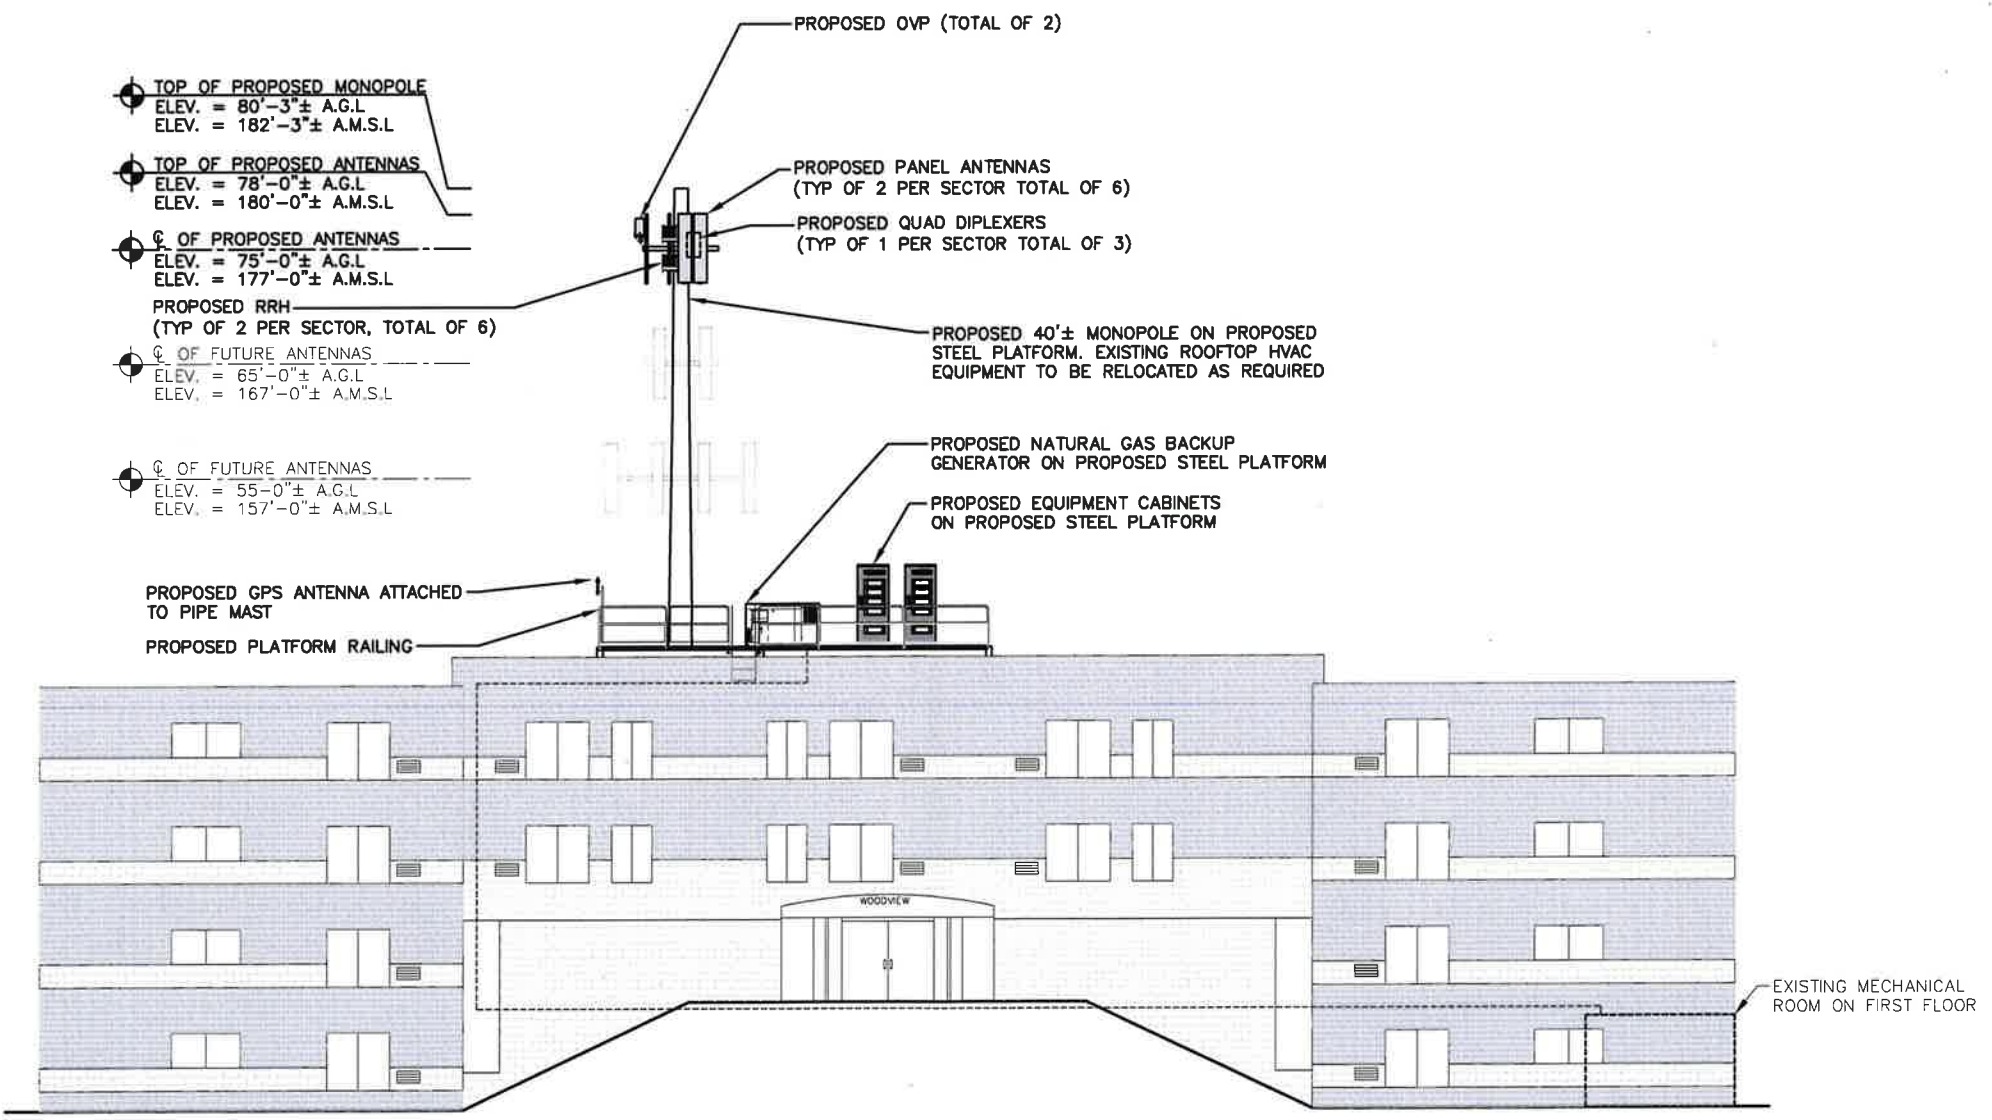 PROPOSED OVP (TOTAL OF 2)
TOP OF PROPOSED MONOPOLE
ELEV. = 80'-3"± A.G.L
ELEV. = 182'-3"± A.M.S.L
TOP OF PROPOSED ANTENNAS
ELEV. = 78'-0"± A.G.L
ELEV. = 180'-0"± A.M.S.L
PROPOSED PANEL ANTENNAS
(TYP OF 2 PER SECTOR TOTAL OF 6)
PROPOSED QUAD DIPLEXERS
(TYP OF 1 PER SECTOR TOTAL OF 3)
℄ OF PROPOSED ANTENNAS
ELEV. = 75'-0"± A.G.L
ELEV. = 177'-0"± A.M.S.L
PROPOSED RRH
(TYP OF 2 PER SECTOR, TOTAL OF 6)
PROPOSED 40'± MONOPOLE ON PROPOSED
STEEL PLATFORM. EXISTING ROOFTOP HVAC
EQUIPMENT TO BE RELOCATED AS REQUIRED
℄ OF FUTURE ANTENNAS
ELEV. = 65'-0"± A.G.L
ELEV. = 167'-0"± A.M.S.L
PROPOSED NATURAL GAS BACKUP
GENERATOR ON PROPOSED STEEL PLATFORM
℄ OF FUTURE ANTENNAS
ELEV. = 55-0"± A.G.L
ELEV. = 157'-0"± A.M.S.L
PROPOSED EQUIPMENT CABINETS
ON PROPOSED STEEL PLATFORM
PROPOSED GPS ANTENNA ATTACHED
TO PIPE MAST
PROPOSED PLATFORM RAILING
WOODVIEW
EXISTING MECHANICAL
ROOM ON FIRST FLOOR